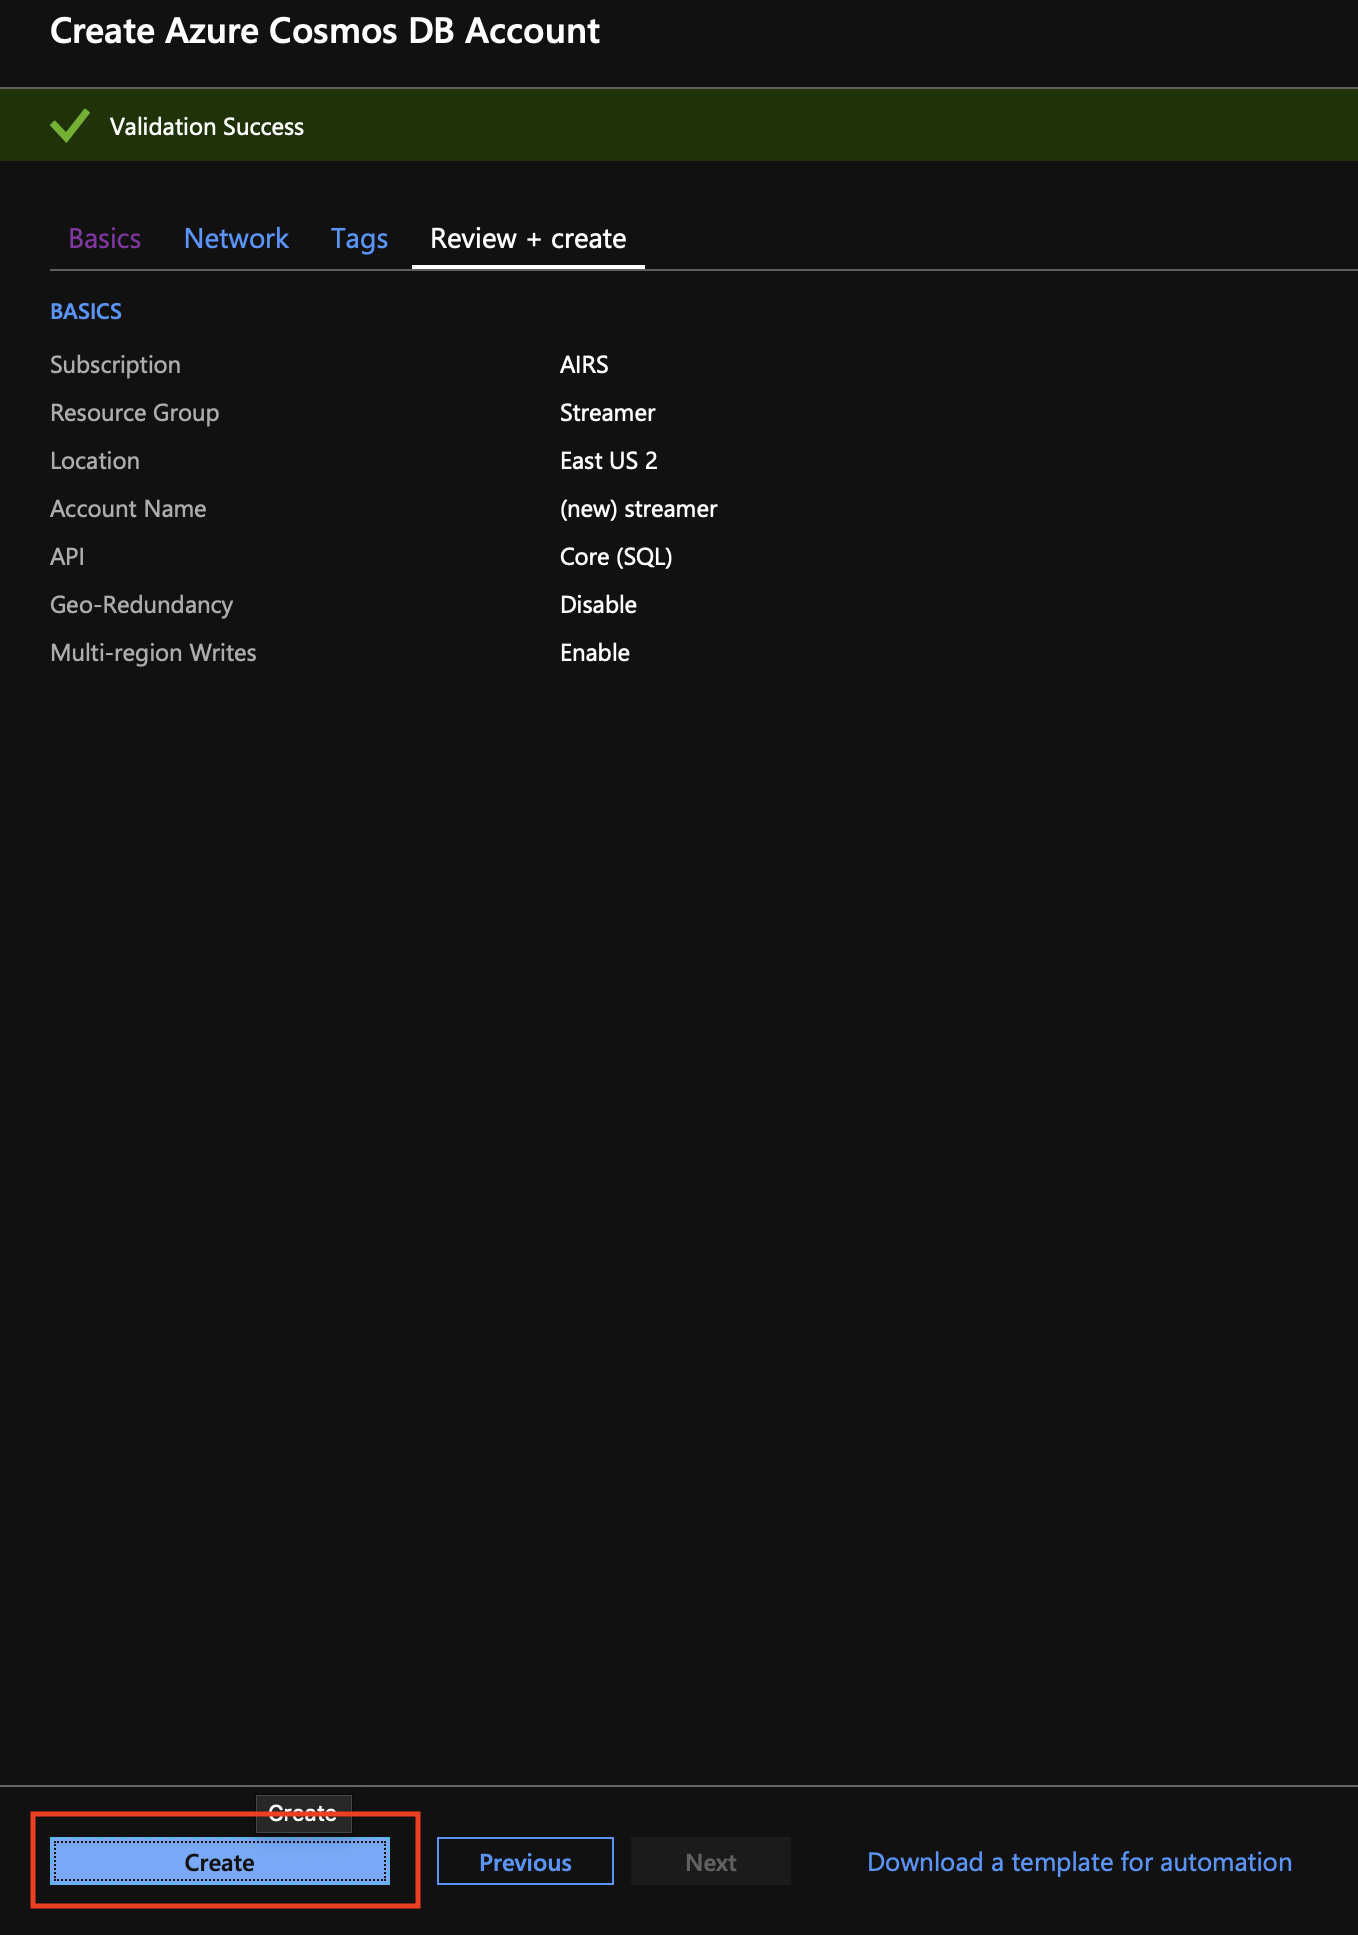 Create Azure Cosmos DB Account
Validation Success
Basics Network Tags Review + create
BASICS
Subscription AIRS
Resource Group Streamer
Location East US 2
Account Name (new) streamer
API Core (SQL)
Geo-Redundancy Disable
Multi-region Writes Enable
Create
Create Previous Next Download a template for automation